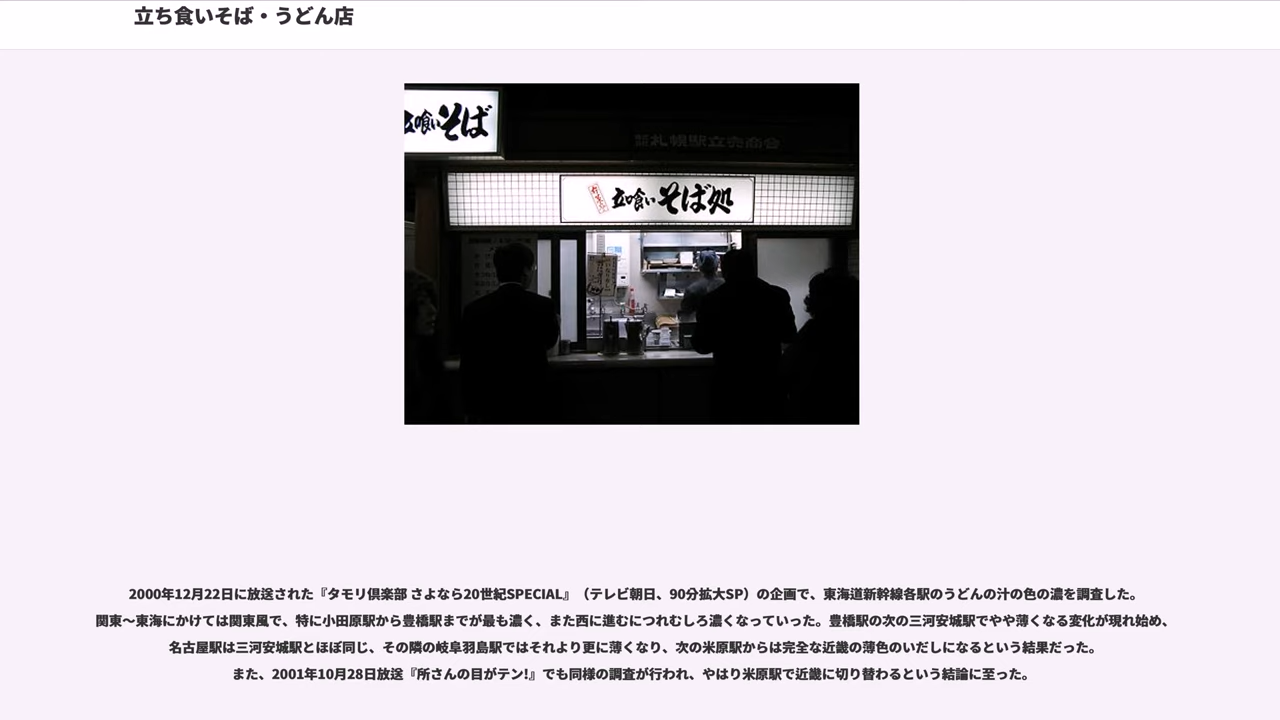 立ち食いそば・うどん店
立喰いそば
札幌駅立売商会
立喰いそば処
2000年12月22日に放送された『タモリ倶楽部 さよなら20世紀SPECIAL』（テレビ朝日、90分拡大SP）の企画で、東海道新幹線各駅のうどんの汁の色の濃を調査した。
関東〜東海にかけては関東風で、特に小田原駅から豊橋駅までが最も濃く、また西に進むにつれむしろ濃くなっていった。豊橋駅の次の三河安城駅でやや薄くなる変化が現れ始め、
名古屋駅は三河安城駅とほぼ同じ、その隣の岐阜羽島駅ではそれより更に薄くなり、次の米原駅からは完全な近畿の薄色のいだしになるという結果だった。
また、2001年10月28日放送『所さんの目がテン!』でも同様の調査が行われ、やはり米原駅で近畿に切り替わるという結論に至った。